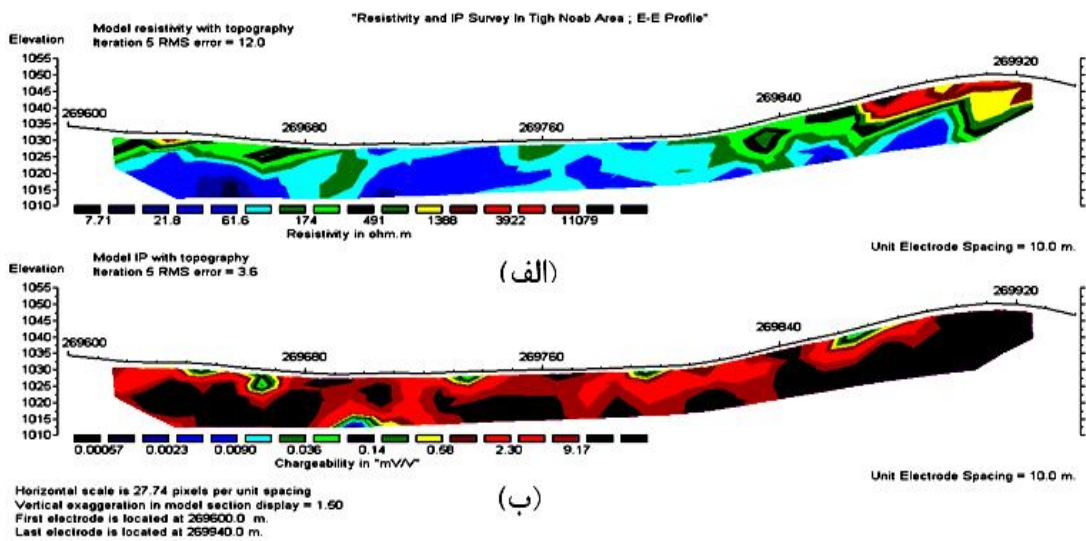 "Resistivity and IP Survey In Tigh Noab Area ; E-E Profile"
Model resistivity with topography
Elevation Iteration 5 RMS error = 12.0
1055
1050
1045
1040
1035
1030
1025
1020
1015
1010
269600
269680
269760
269840
269920
7.71 21.8 61.6 174 491 1388 3922 11079
Resistivity in ohm.m
Unit Electrode Spacing = 10.0 m.
(الف)
Model IP with topography
Elevation Iteration 5 RMS error = 3.6
1055
1050
1045
1040
1035
1030
1025
1020
1015
1010
269600
269680
269760
269840
269920
0.00057 0.0023 0.0090 0.036 0.14 0.58 2.30 9.17
Chargeability in "mV/V"
Unit Electrode Spacing = 10.0 m.
(ب)
Horizontal scale is 27.74 pixels per unit spacing
Vertical exaggeration in model section display = 1.50
First electrode is located at 269600.0 m.
Last electrode is located at 269940.0 m.